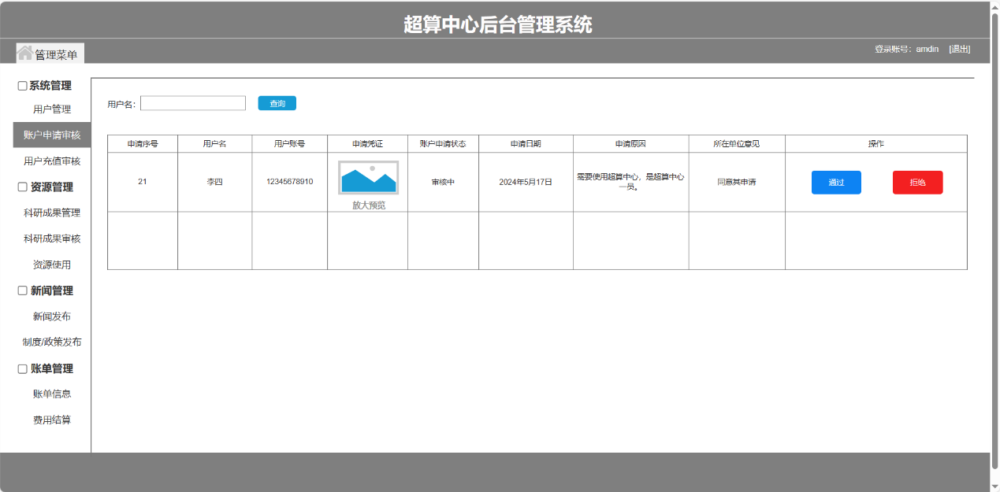 超算中心后台管理系统
管理菜单
登录账号：amdin [退出]
系统管理
用户管理
账户申请审核
用户充值审核
资源管理
科研成果管理
科研成果审核
资源使用
新闻管理
新闻发布
制度/政策发布
账单管理
账单信息
费用结算
用户名：
查询
申请序号 用户名 用户账号 申请凭证 账户申请状态 申请日期 申请原因 所在单位意见 操作
21 李四 12345678910 放大预览 审核中 2024年5月17日 需要使用超算中心，是超算中心
一员。 同意其申请 通过 拒绝